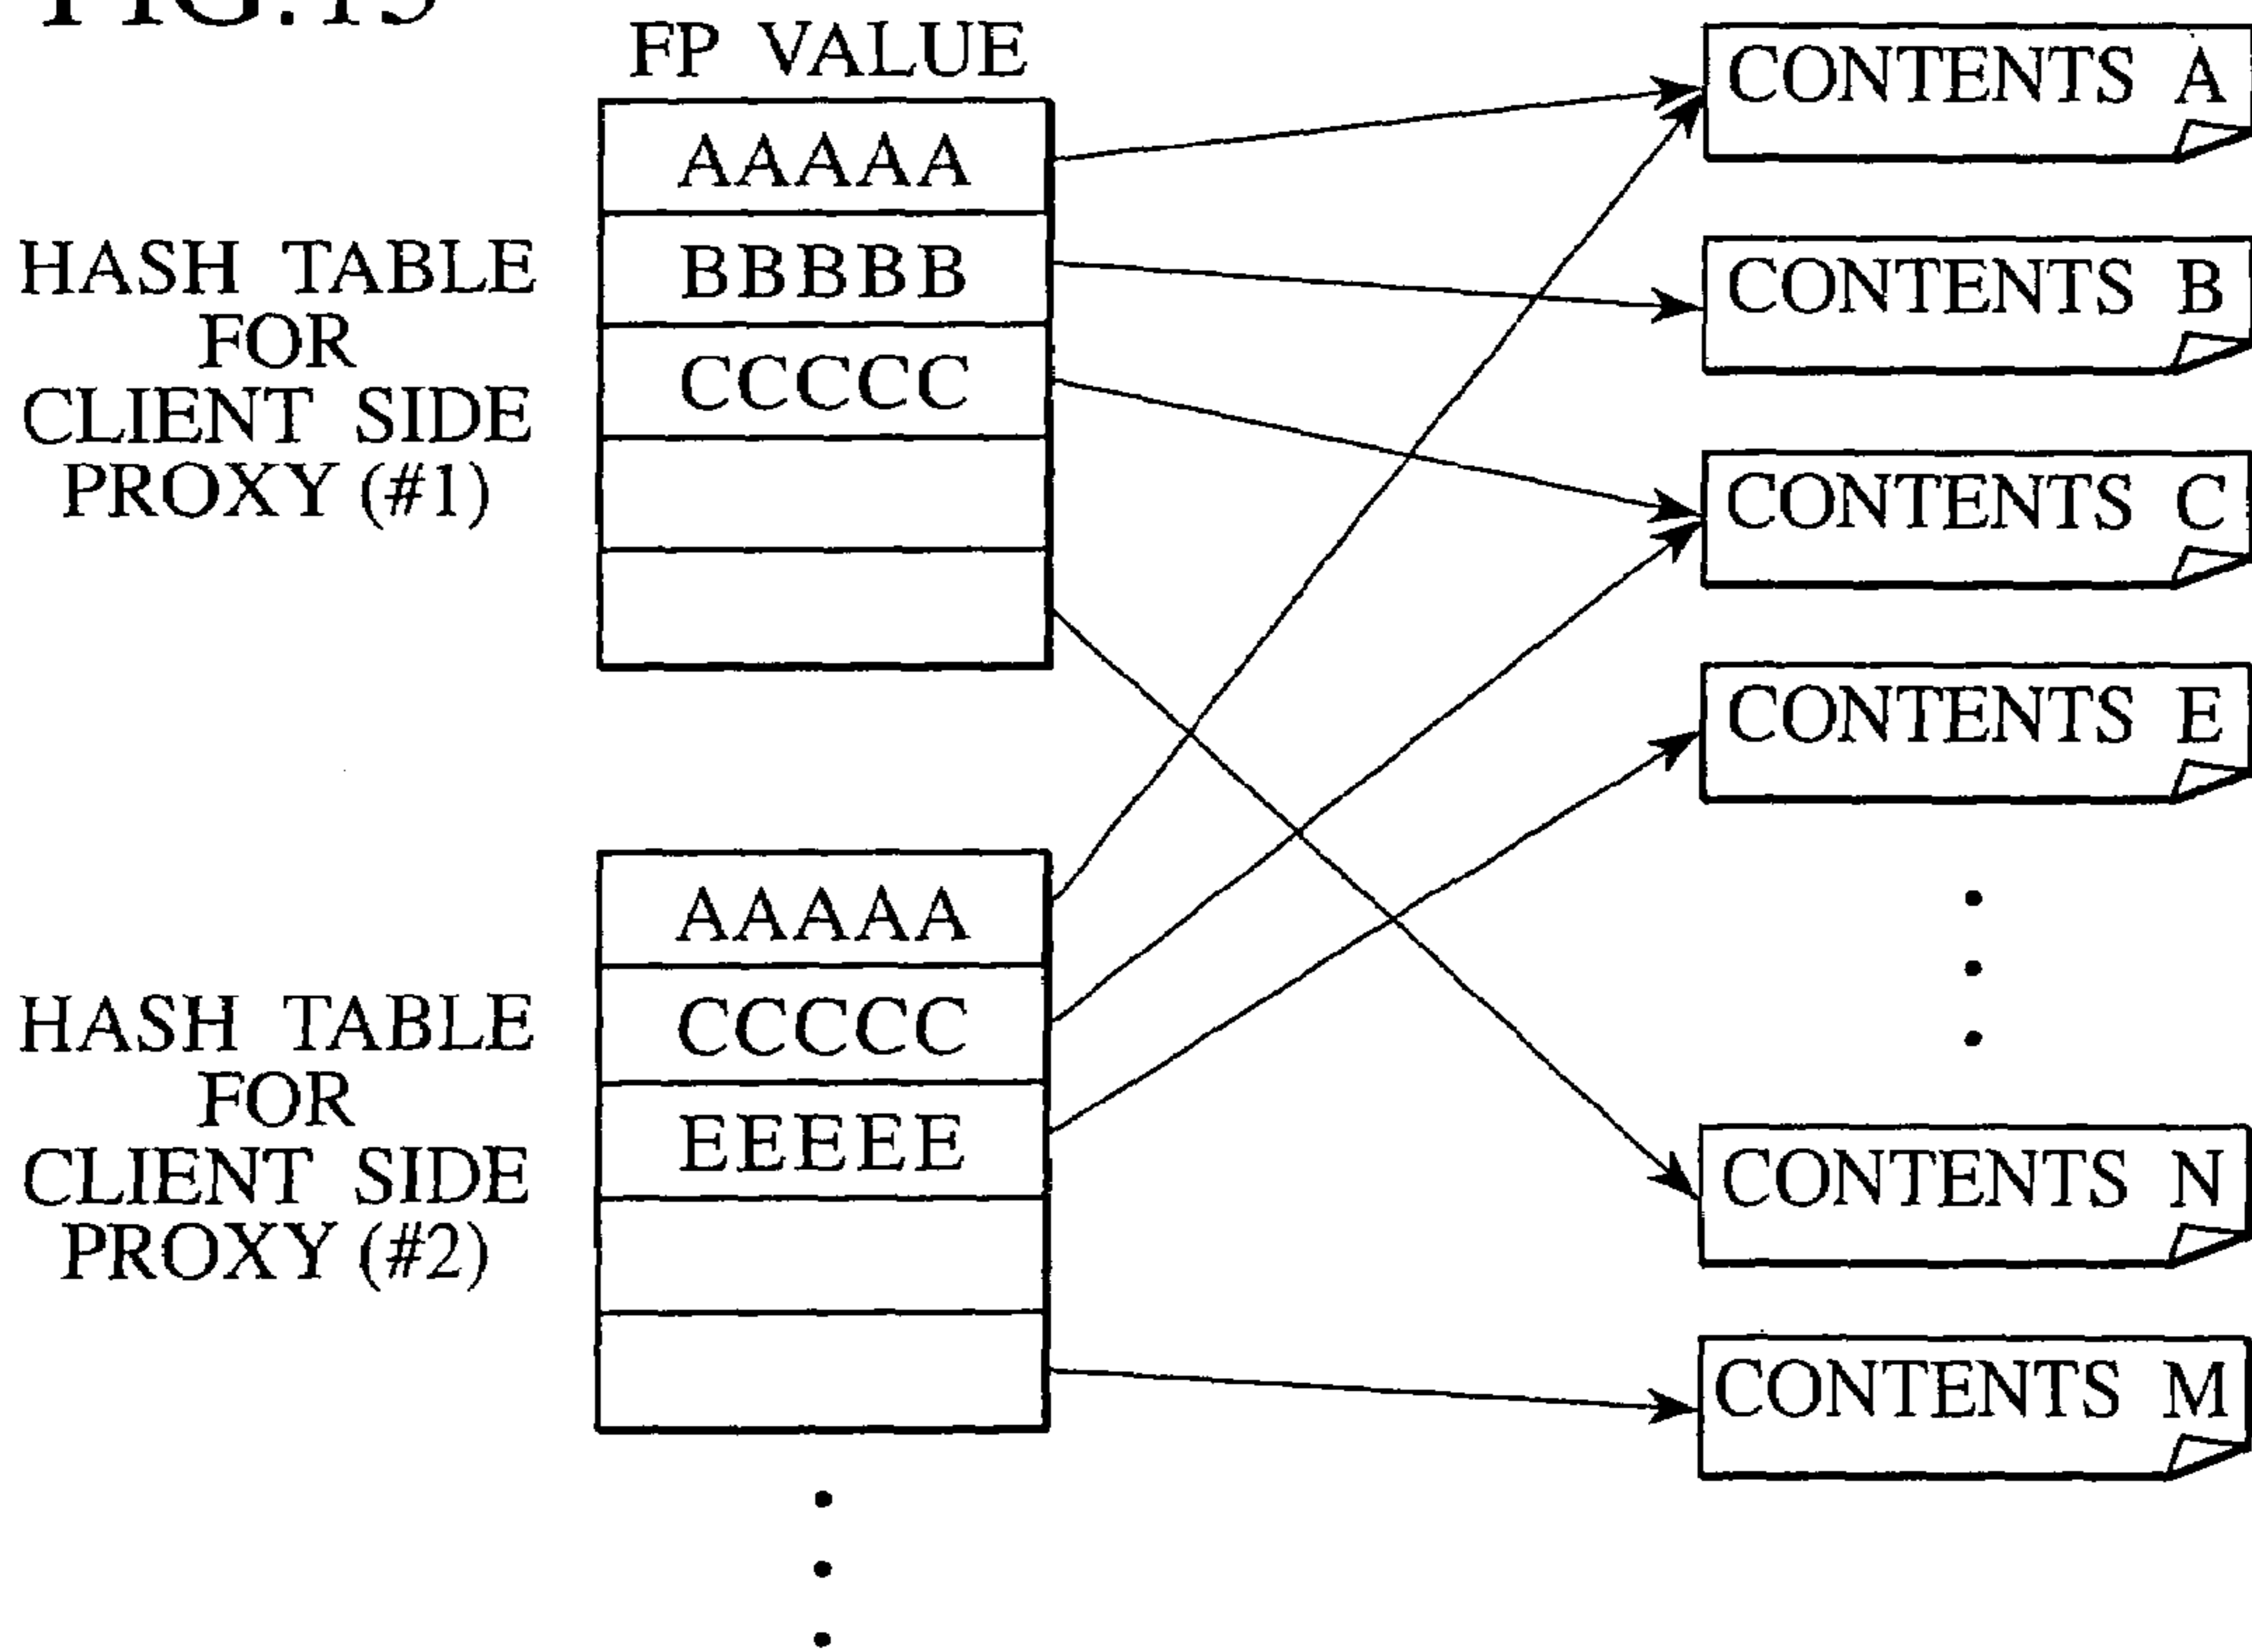 FIG.15
FP VALUE
AAAAA
BBBBB
CCCCC
HASH TABLE
FOR
CLIENT SIDE
PROXY (#1)
CONTENTS A
CONTENTS B
CONTENTS C
CONTENTS E
AAAAA
CCCCC
EEEEE
HASH TABLE
FOR
CLIENT SIDE
PROXY (#2)
CONTENTS N
CONTENTS M